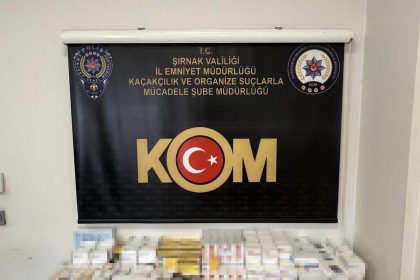 T.C.
ŞIRNAK VALİLİĞİ
İL EMNİYET MÜDÜRLÜĞÜ
KAÇAKÇILIK VE ORGANİZE SUÇLARLA
MÜCADELE ŞUBE MÜDÜRLÜĞÜ
KOM